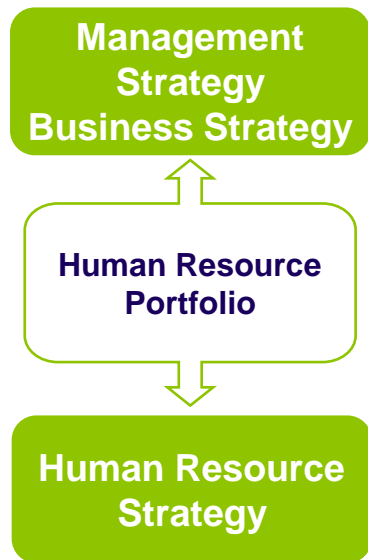 Management
Strategy
Business Strategy
Human Resource
Portfolio
Human Resource
Strategy